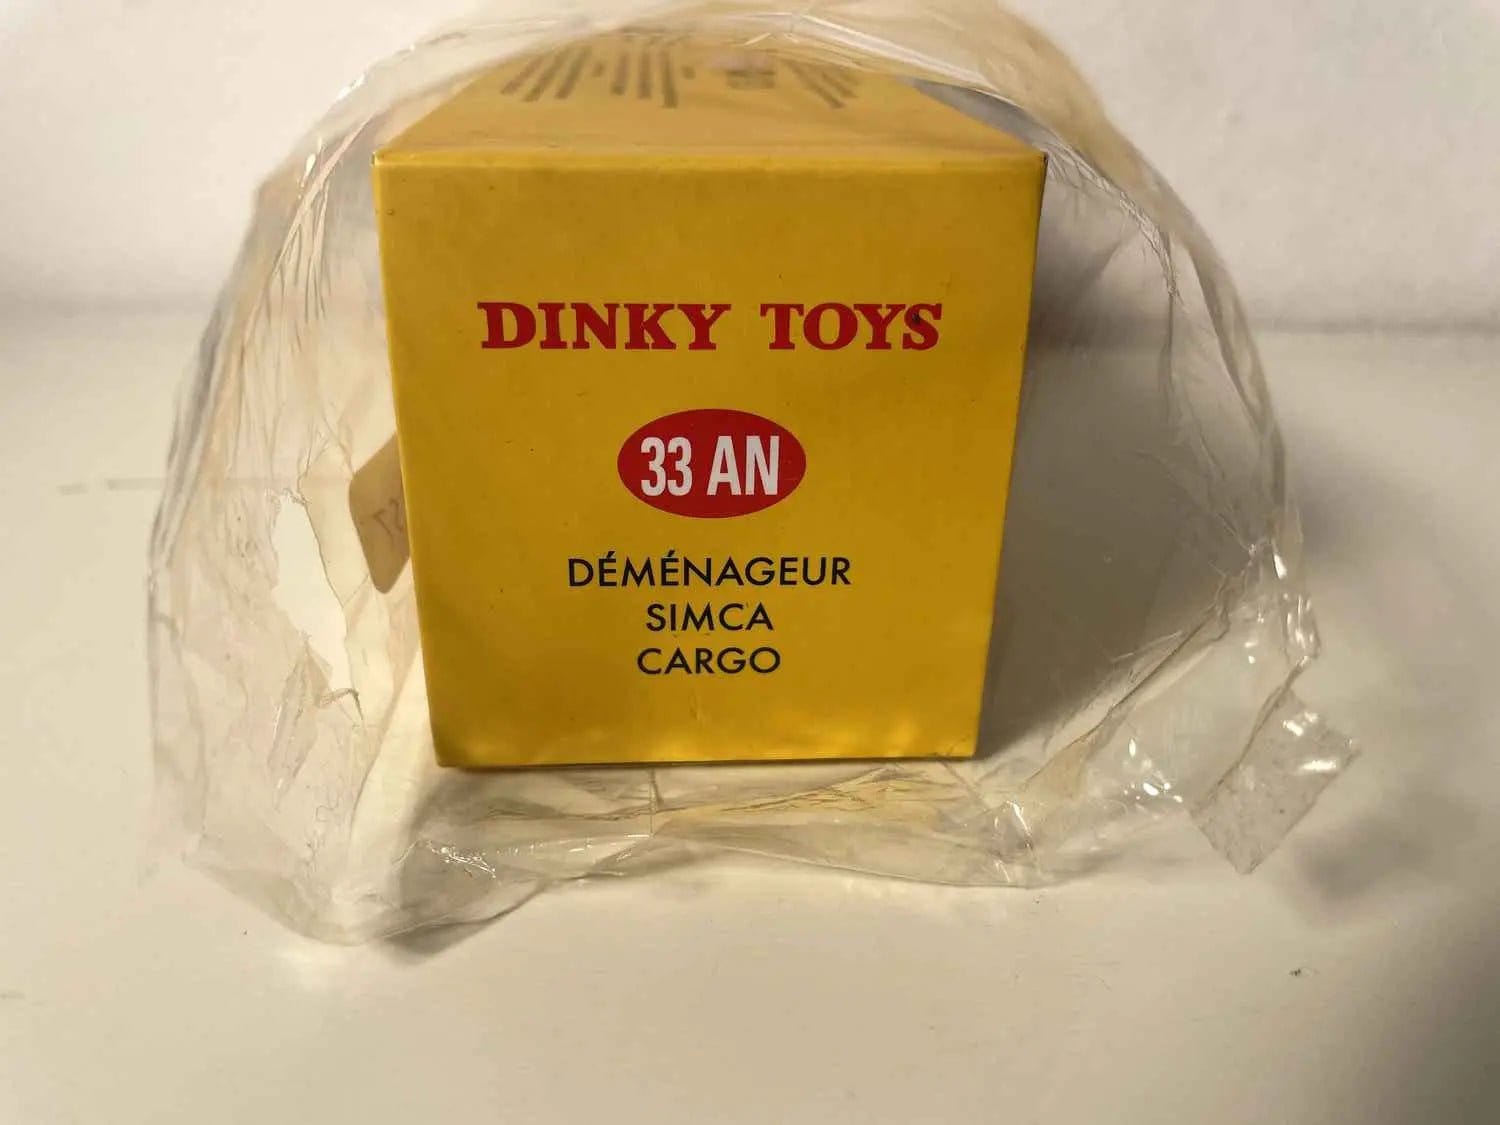 DINKY TOYS
33 AN
DÉMÉNAGEUR
SIMCA
CARGO